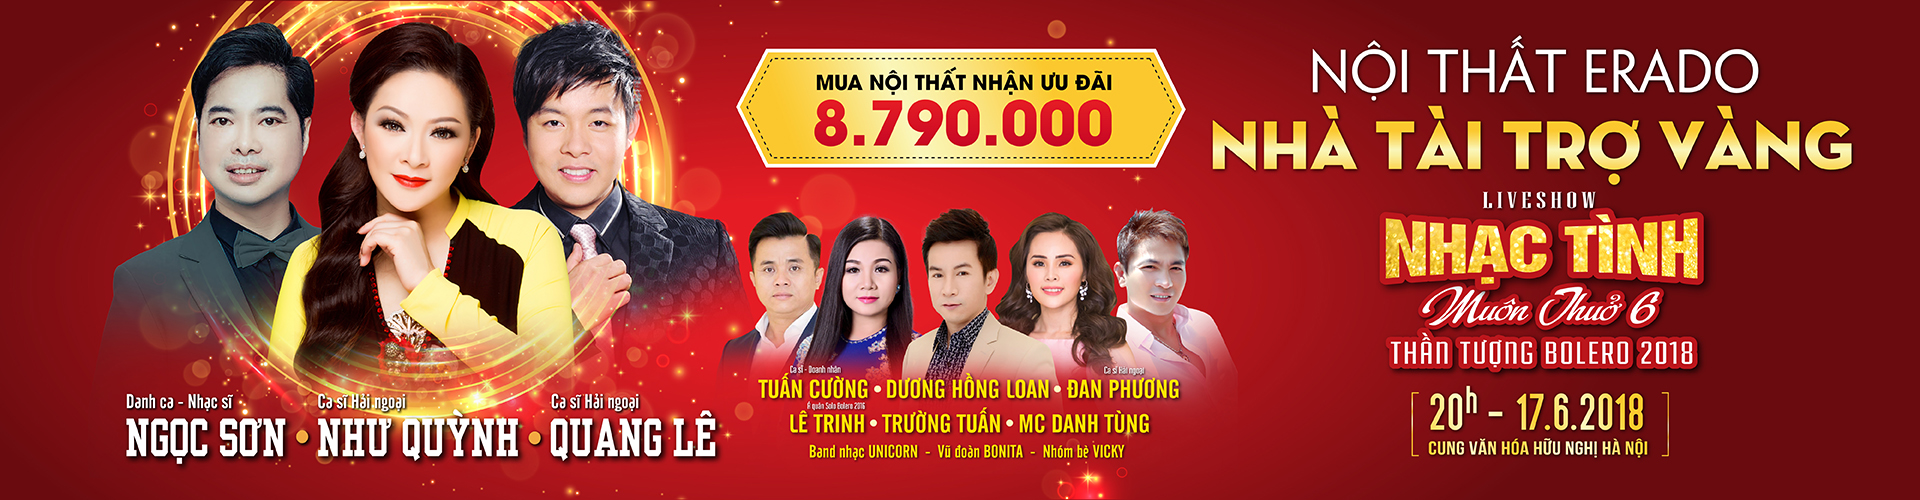 Danh ca - Nhạc sĩ
NGỌC SƠN
Ca sĩ Hải ngoại
• NHƯ QUỲNH •
Ca sĩ Hải ngoại
QUANG LÊ
MUA NỘI THẤT NHẬN ƯU ĐÃI
8.790.000
Ca sĩ - Doanh nhân
Ca sĩ Hải ngoại
TUẤN CƯỜNG • DƯƠNG HỒNG LOAN • ĐAN PHƯƠNG
Á quân Solo Bolero 2016
LÊ TRINH • TRƯỜNG TUẤN • MC DANH TÙNG
Band nhạc UNICORN - Vũ đoàn BONITA - Nhóm bè VICKY
NỘI THẤT ERADO
NHÀ TÀI TRỢ VÀNG
LIVESHOW
NHẠC TÌNH
Muôn Thuở 6
THẦN TƯỢNG BOLERO 2018
20h - 17.6.2018
CUNG VĂN HÓA HỮU NGHỊ HÀ NỘI